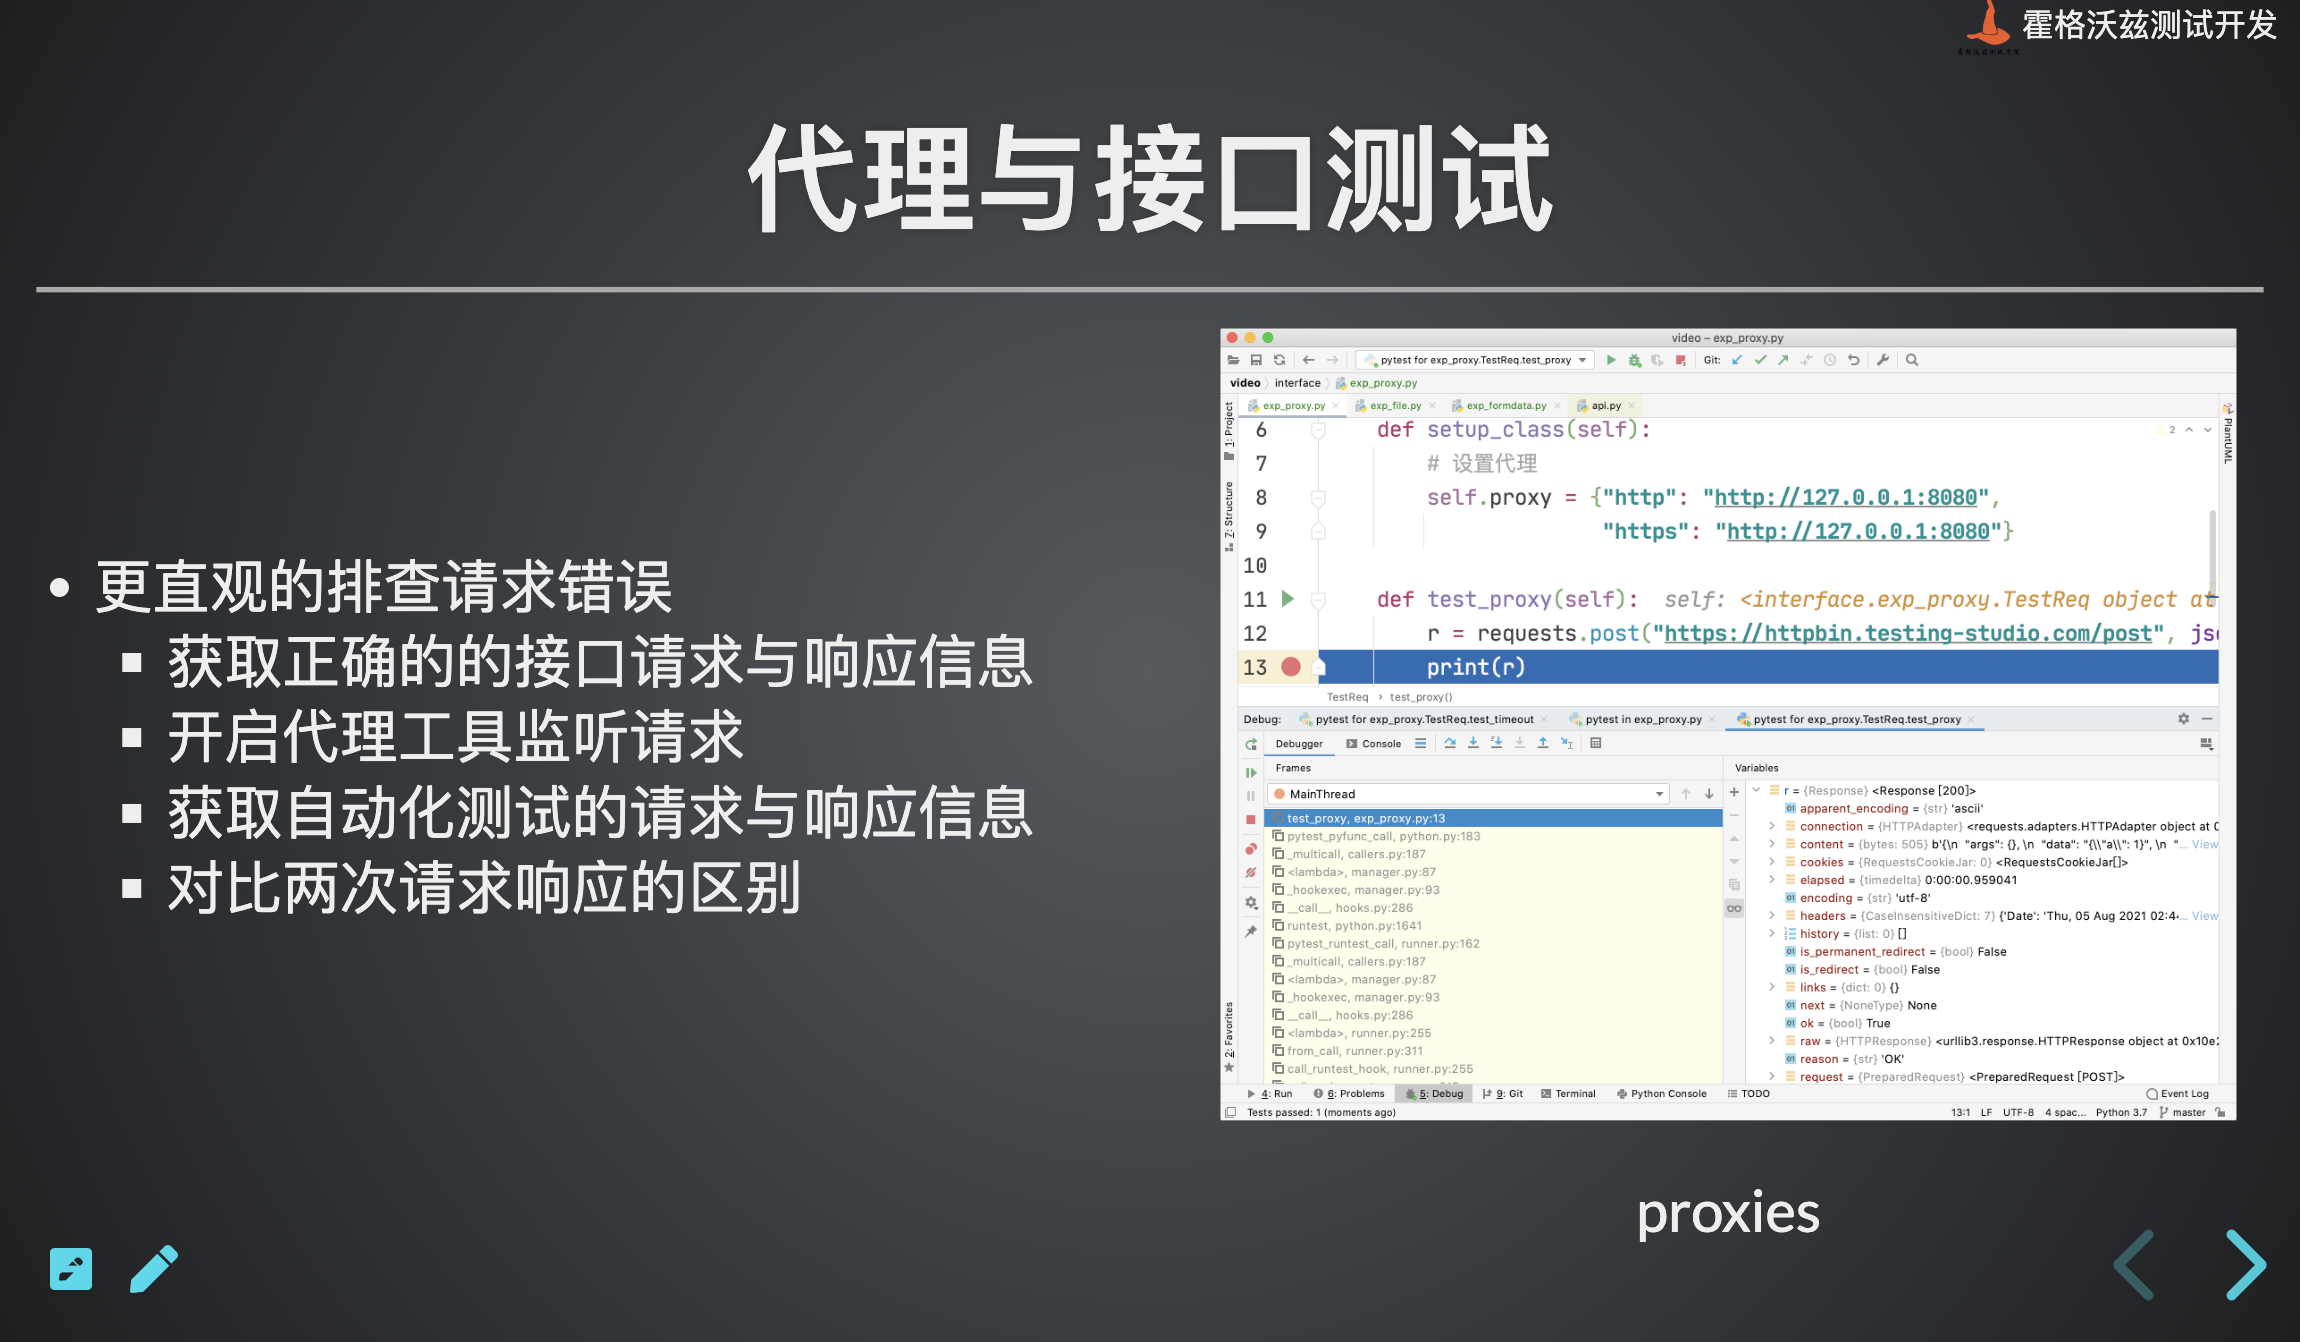 霍格沃兹测试开发
代理与接口测试
更直观的排查请求错误
获取正确的的接口请求与响应信息
开启代理工具监听请求
获取自动化测试的请求与响应信息
对比两次请求响应的区别
video – exp_proxy.py
pytest for exp_proxy.TestReq.test_proxy
Git:
video interface exp_proxy.py
exp_proxy.py exp_file.py exp_formdata.py api.py
1: Project
Z: Structure
2: Favorites
PlantUML
2
6 def setup_class(self):
7 # 设置代理
8 self.proxy = {"http": "http://127.0.0.1:8080",
9 "https": "http://127.0.0.1:8080"}
10
11 def test_proxy(self): self: <interface.exp_proxy.TestReq object at
12 r = requests.post("https://httpbin.testing-studio.com/post", js
13 print(r)
TestReq › test_proxy()
Debug: pytest for exp_proxy.TestReq.test_timeout pytest in exp_proxy.py pytest for exp_proxy.TestReq.test_proxy
Debugger Console
Frames
MainThread
test_proxy, exp_proxy.py:13
pytest_pyfunc_call, python.py:183
_multicall, callers.py:187
<lambda>, manager.py:87
_hookexec, manager.py:93
__call__, hooks.py:286
runtest, python.py:1641
pytest_runtest_call, runner.py:162
_multicall, callers.py:187
<lambda>, manager.py:87
_hookexec, manager.py:93
__call__, hooks.py:286
<lambda>, runner.py:255
from_call, runner.py:311
call_runtest_hook, runner.py:255
Variables
r = {Response} <Response [200]>
apparent_encoding = {str} 'ascii'
connection = {HTTPAdapter} <requests.adapters.HTTPAdapter object at 0
content = {bytes: 505} b'{\n "args": {}, \n "data": "{\\"a\\": 1}", \n "... View
cookies = {RequestsCookieJar: 0} <RequestsCookieJar[]>
elapsed = {timedelta} 0:00:00.959041
encoding = {str} 'utf-8'
headers = {CaseInsensitiveDict: 7} {'Date': 'Thu, 05 Aug 2021 02:4... View
history = {list: 0} []
is_permanent_redirect = {bool} False
is_redirect = {bool} False
links = {dict: 0} {}
next = {NoneType} None
ok = {bool} True
raw = {HTTPResponse} <urllib3.response.HTTPResponse object at 0x10e2
reason = {str} 'OK'
request = {PreparedRequest} <PreparedRequest [POST]>
4: Run 6: Problems 5: Debug 9: Git Terminal Python Console TODO Event Log
Tests passed: 1 (moments ago) 13:1 LF UTF-8 4 spac... Python 3.7 master
proxies